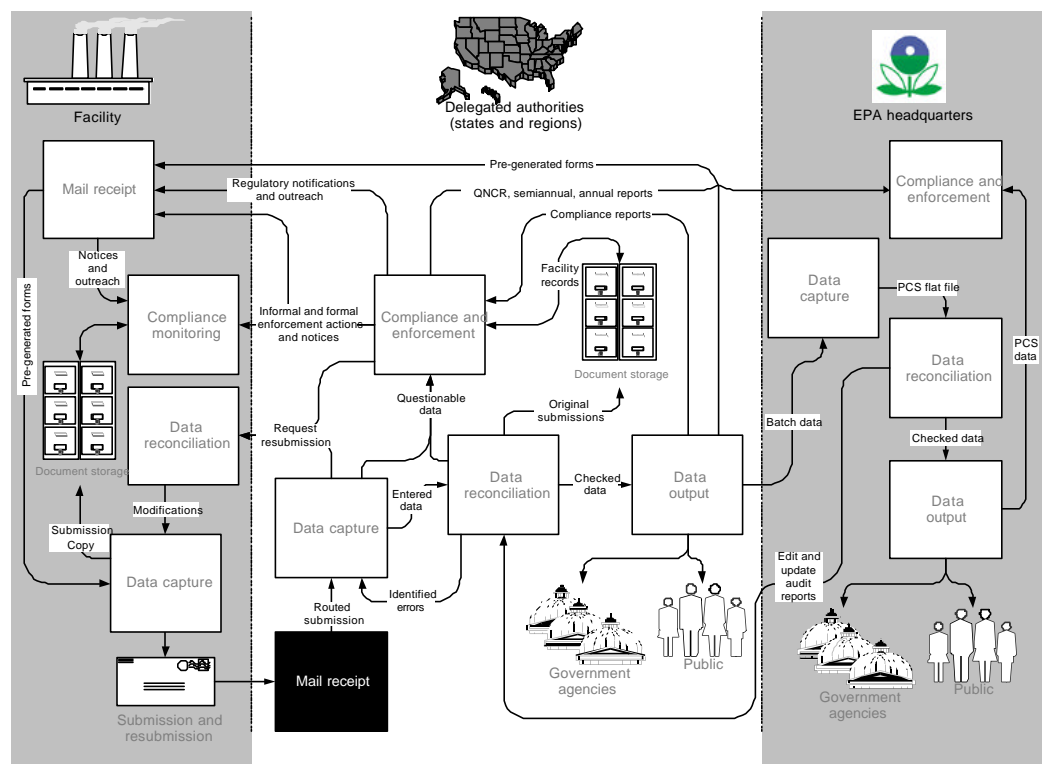 Facility
Delegated authorities
(states and regions)
EPA headquarters
Mail receipt
Notices
and
outreach
Pre-generated forms
Compliance
monitoring
Document storage
Data
reconciliation
Modifications
Submission
Copy
Data capture
Submission and
resubmission
Pre-generated forms
Regulatory notifications
and outreach
QNCR, semiannual, annual reports
Compliance reports
Facility
records
Informal and formal
enforcement actions
and notices
Compliance and
enforcement
Document storage
Questionable
data
Original
submissions
Request
resubmission
Data capture
Entered
data
Data
reconciliation
Checked
data
Data
output
Identified
errors
Routed
submission
Mail receipt
Government
agencies
Public
Compliance and
enforcement
Data
capture
PCS flat file
Data
reconciliation
PCS
data
Batch data
Checked data
Data
output
Edit and
update
audit
reports
Government
agencies
Public